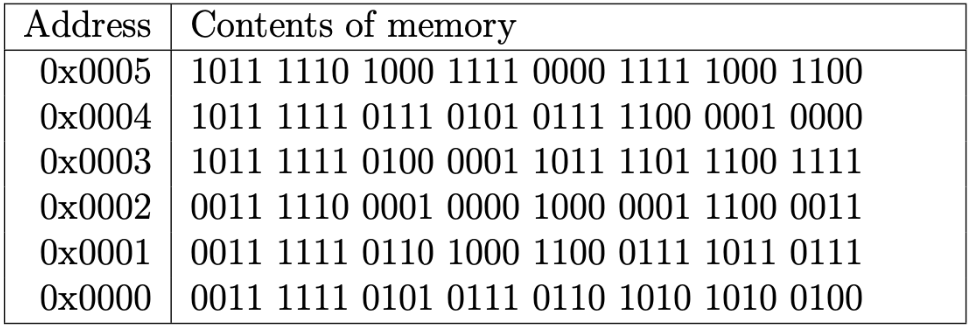 Address Contents of memory
0x0005 1011 1110 1000 1111 0000 1111 1000 1100
0x0004 1011 1111 0111 0101 0111 1100 0001 0000
0x0003 1011 1111 0100 0001 1011 1101 1100 1111
0x0002 0011 1110 0001 0000 1000 0001 1100 0011
0x0001 0011 1111 0110 1000 1100 0111 1011 0111
0x0000 0011 1111 0101 0111 0110 1010 1010 0100